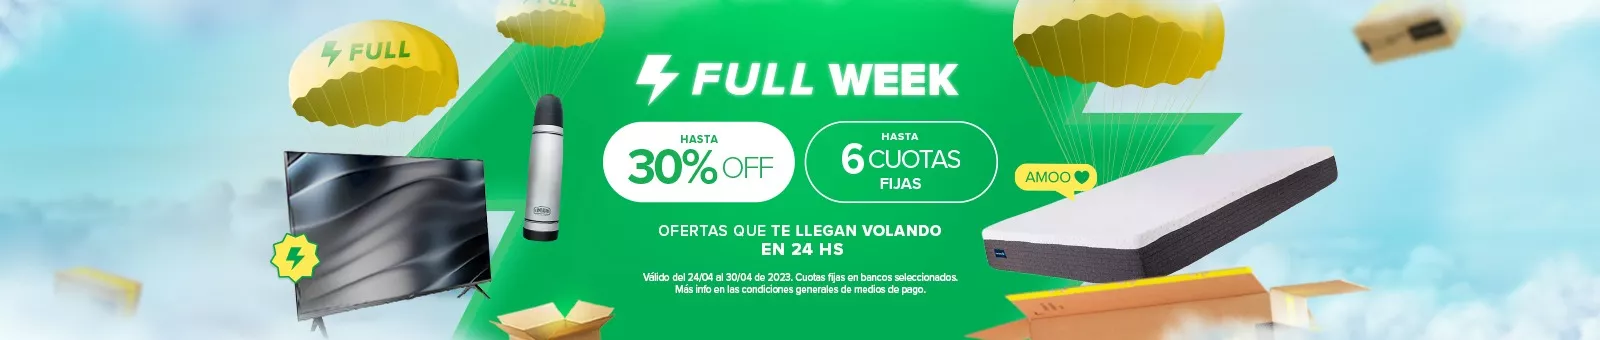 FULL
FULL
FULL WEEK
HASTA
30% OFF
HASTA
6 CUOTAS
FIJAS
AMOO
OFERTAS QUE TE LLEGAN VOLANDO
EN 24 HS
Válido del 24/04 al 30/04 de 2023. Cuotas fijas en bancos seleccionados.
Más info en las condiciones generales de medios de pago.